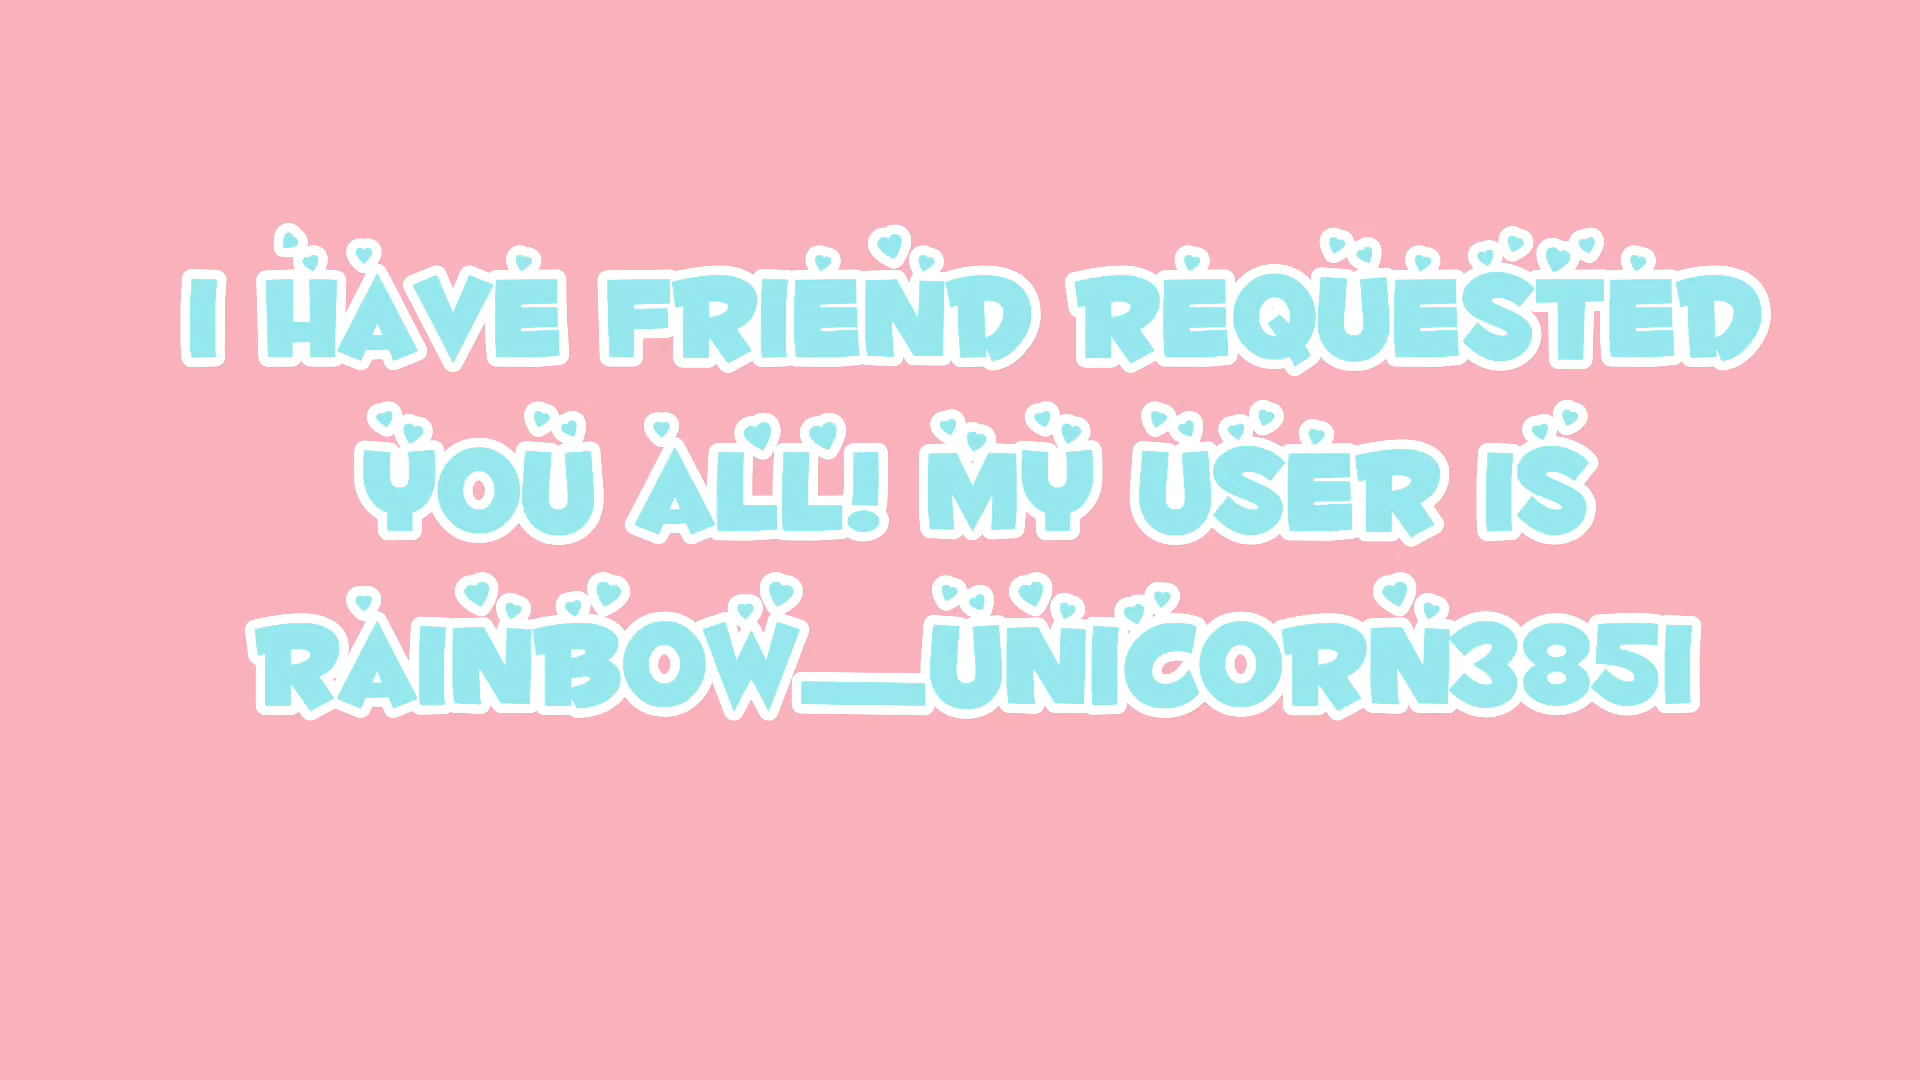 I HAVE FRIEND REQUESTED
YOU ALL! MY USER IS
RAINBOW_UNICORN3851